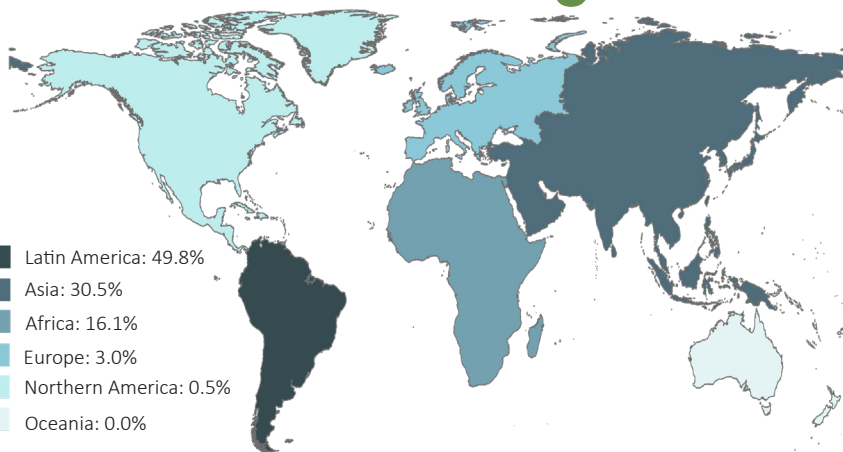 Latin America: 49.8%
Asia: 30.5%
Africa: 16.1%
Europe: 3.0%
Northern America: 0.5%
Oceania: 0.0%